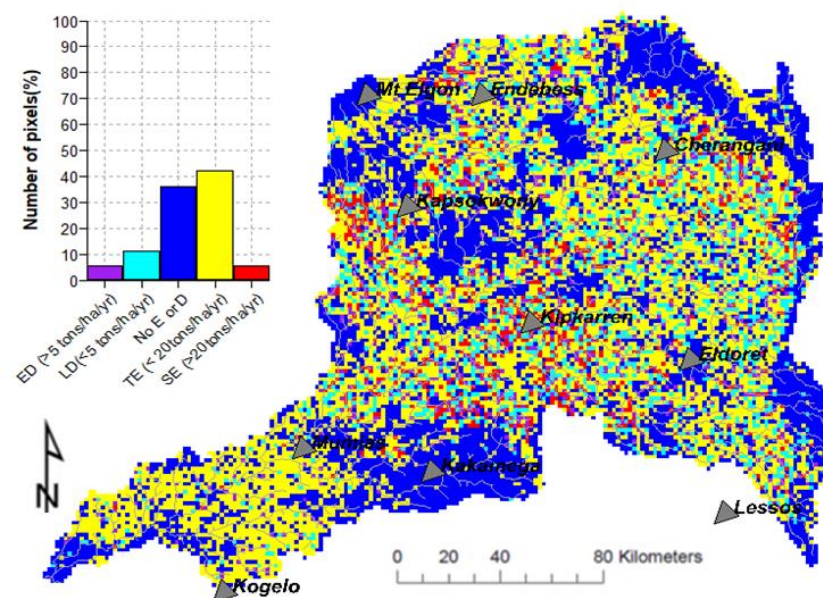 Number of pixels(%)
100
90
80
70
60
50
40
30
20
10
0
ED (>5 tons/ha/yr)
LD(<5 tons/ha/yr)
No E or D
TE (< 20tons/ha/yr)
SE (>20tons/ha/yr)
Mt Elgon
Endebess
Cherangani
Kapsokwony
Kipkarren
Eldoret
Mumias
Kakamega
Lessos
Kogelo
N
0 20 40 80 Kilometers